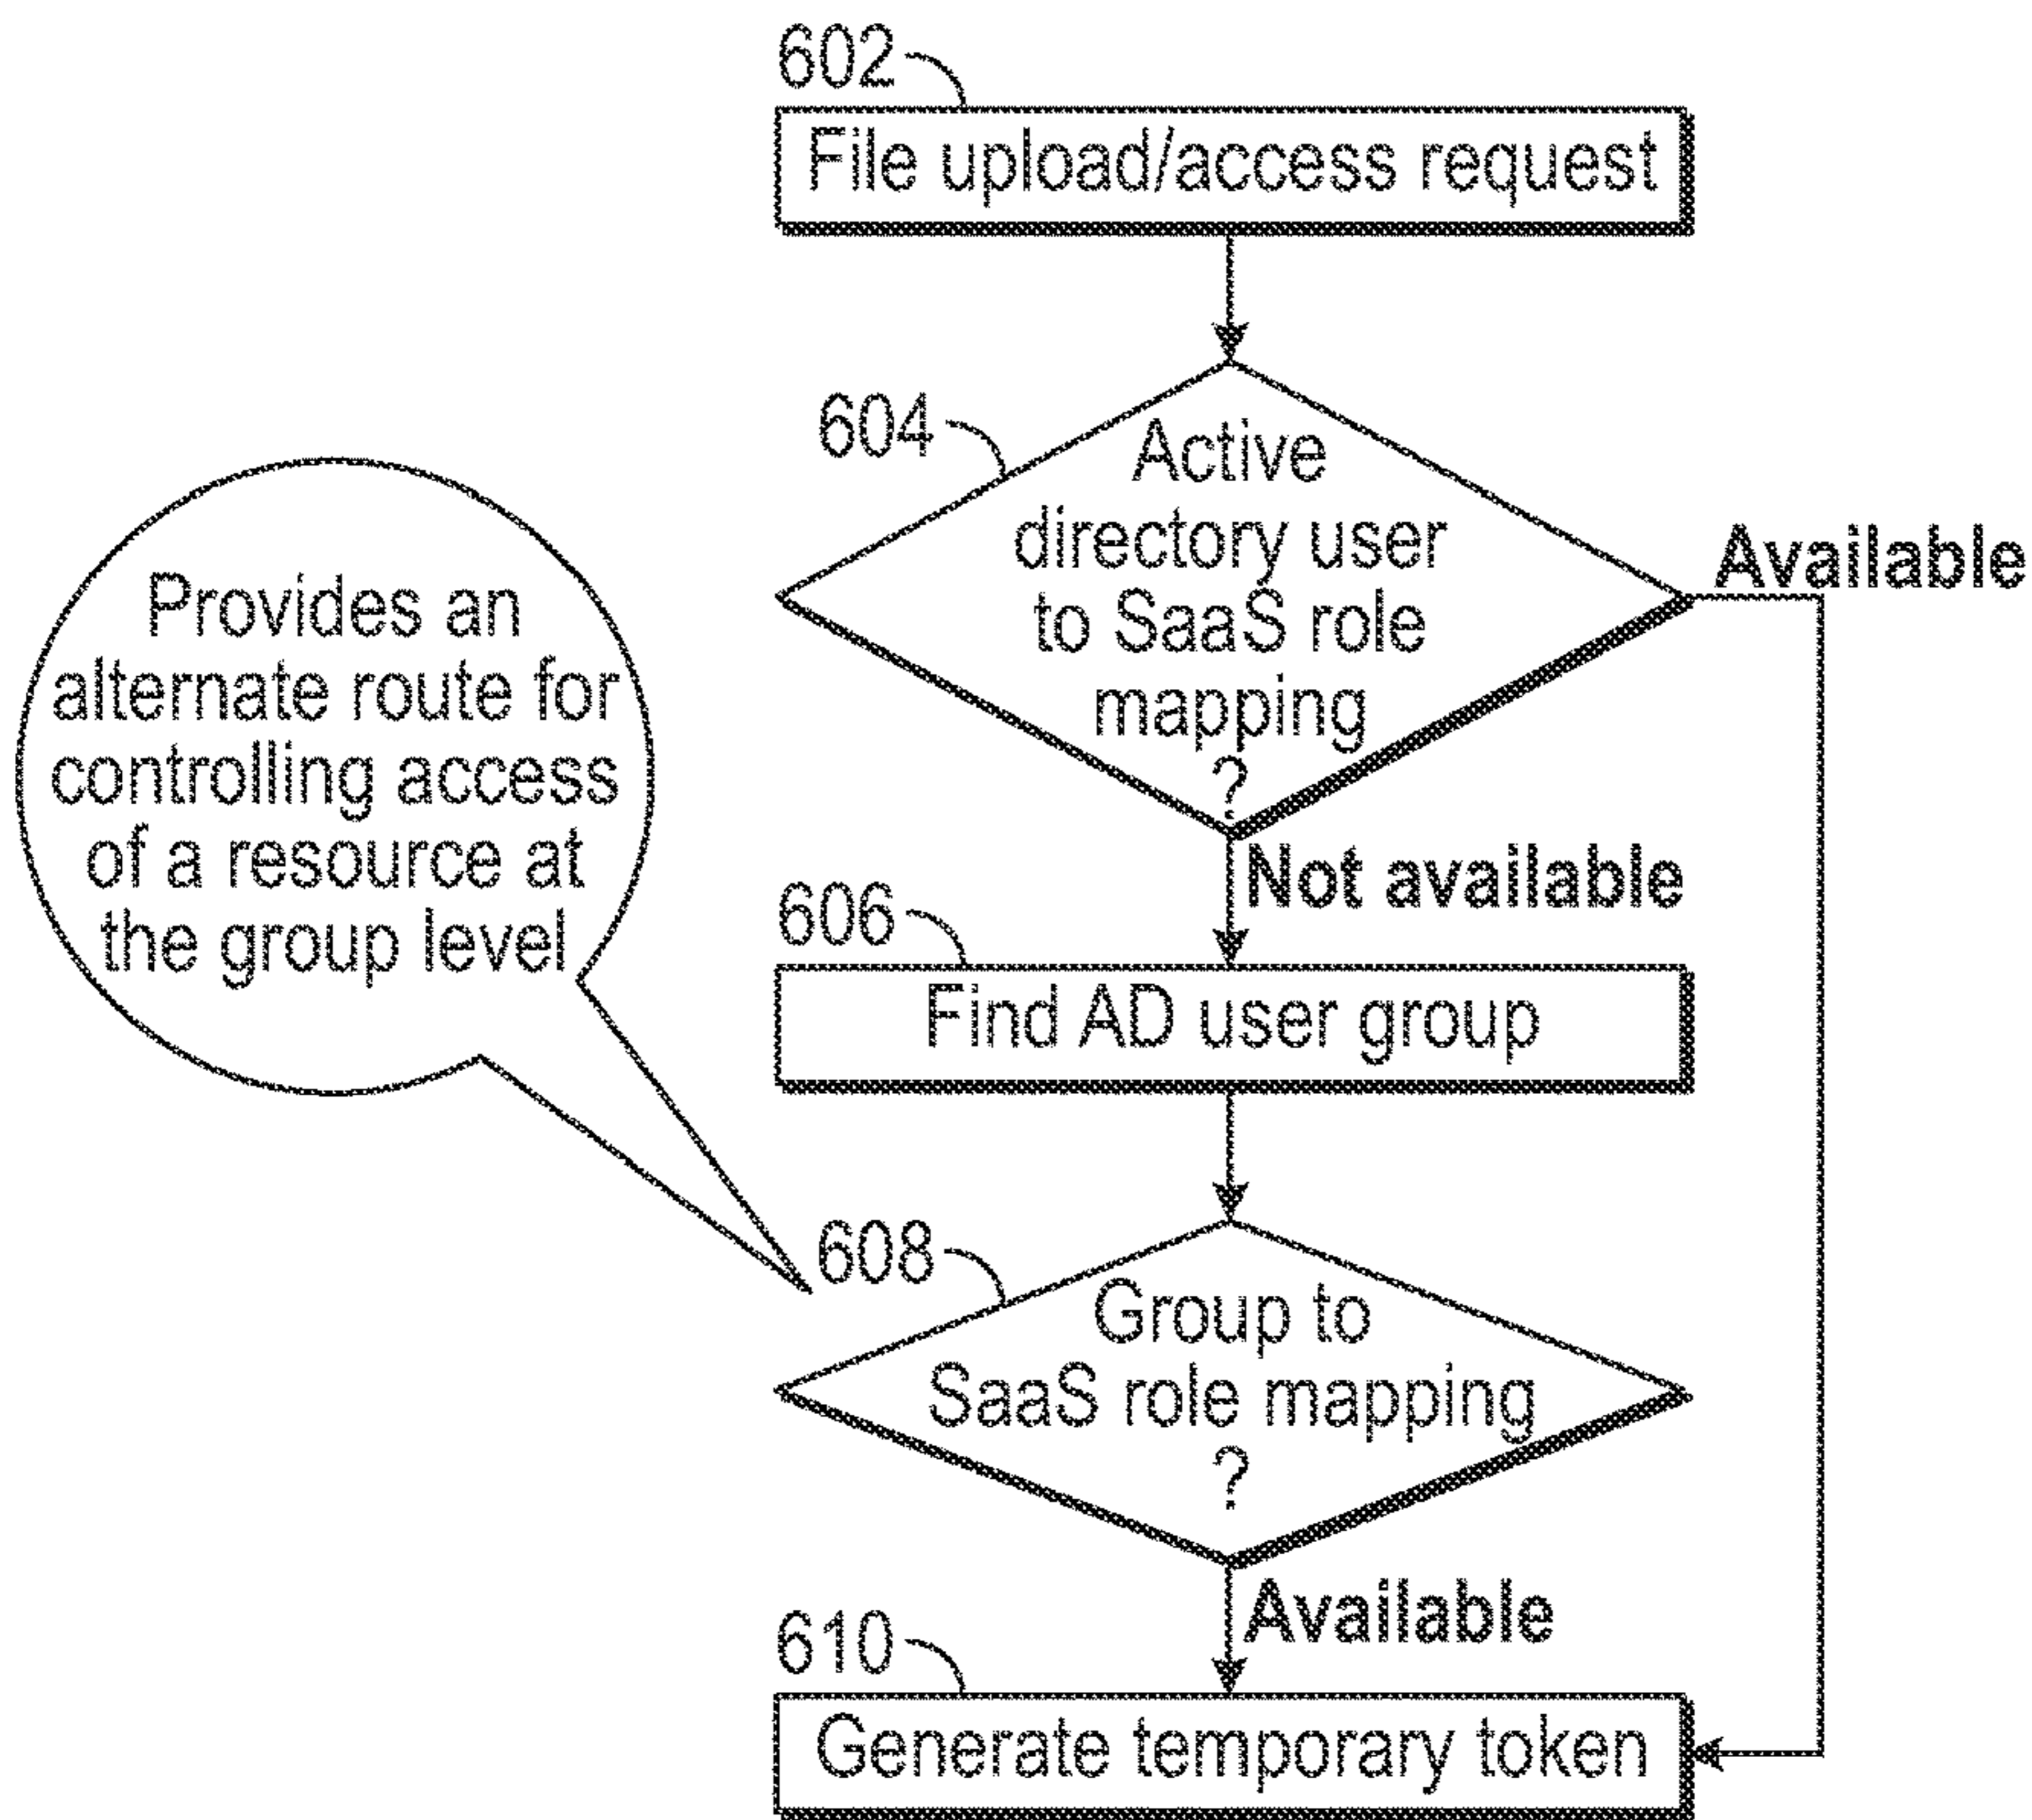 602
File upload/access request
604
Active
directory user
to SaaS role
mapping
?
Available
Provides an
alternate route for
controlling access
of a resource at
the group level
Not available
606
Find AD user group
608
Group to
SaaS role mapping
?
Available
610
Generate temporary token